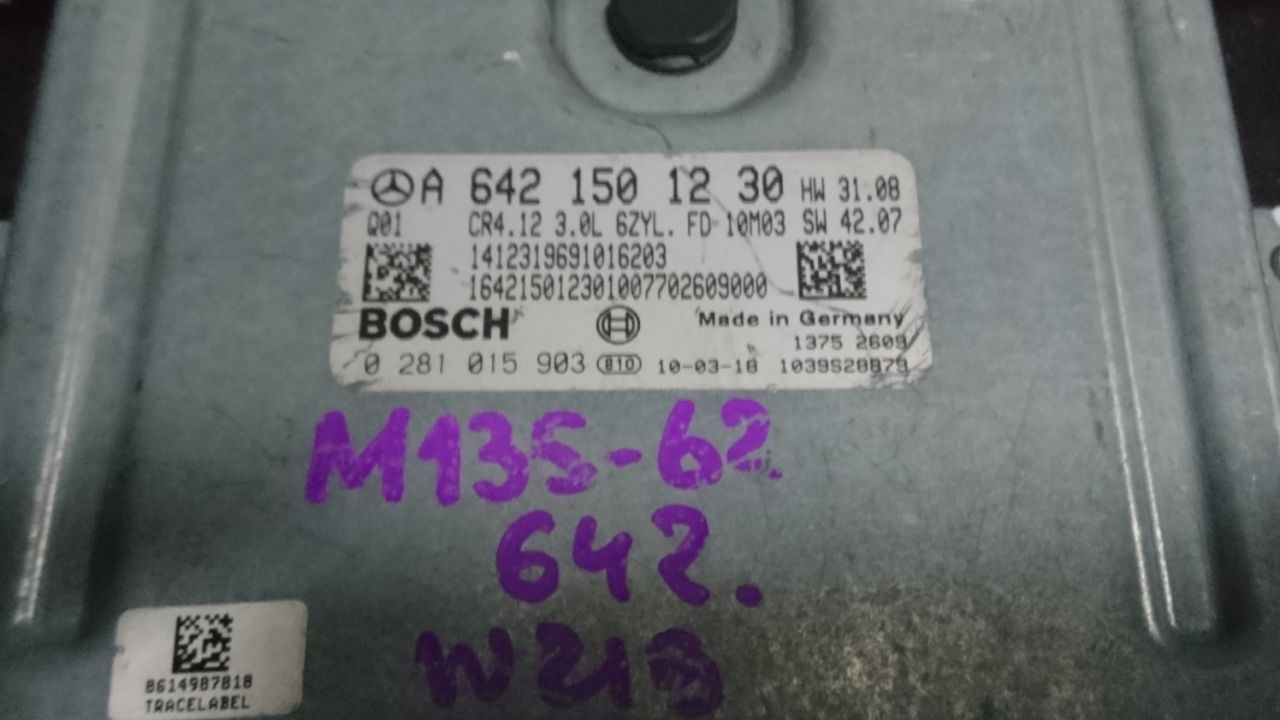 A 642 150 12 30 HW 31.08
Q01 CR4.12 3.0L 6ZYL. FD 10M03 SW 42.07
1412319691016203
164215012301007702609000
BOSCH Made in Germany
1375 2609
0 281 015 903 B10 10-03-18 1039S28879
M135-62.
642.
W213
8614987818
TRACELABEL